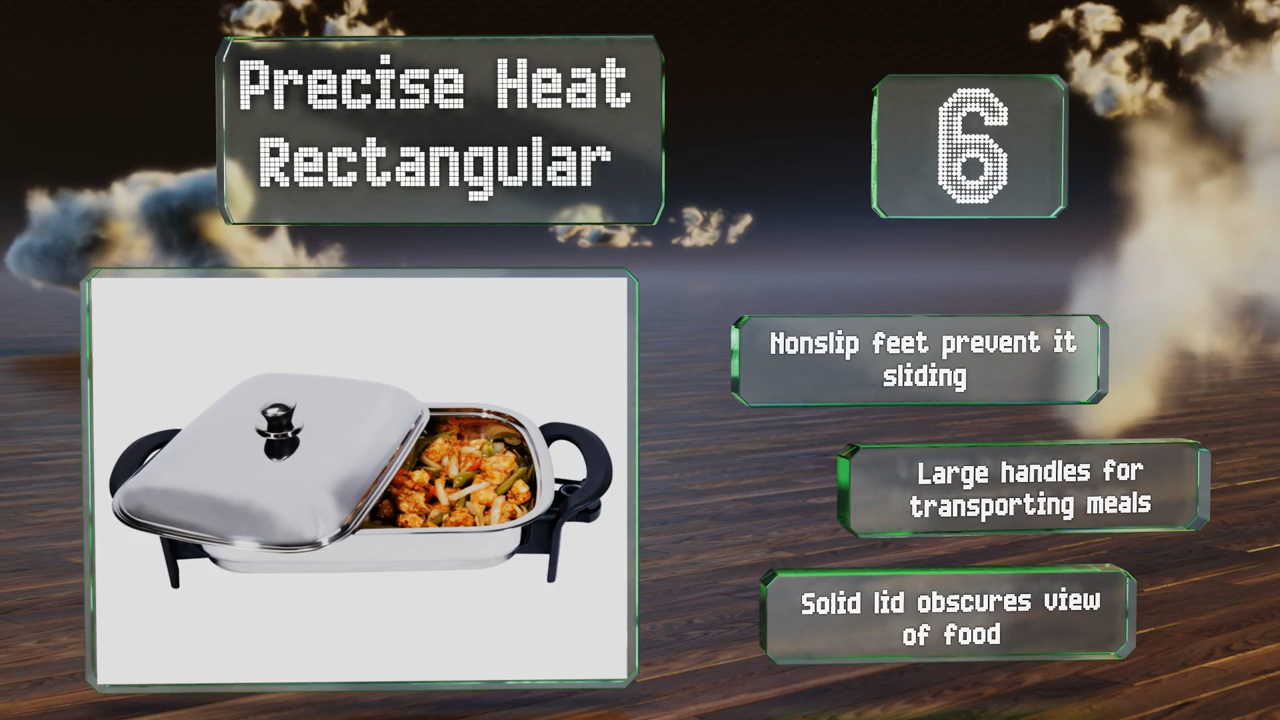 Precise Heat
Rectangular
6
Nonslip feet prevent it
sliding
Large handles for
transporting meals
Solid lid obscures view
of food